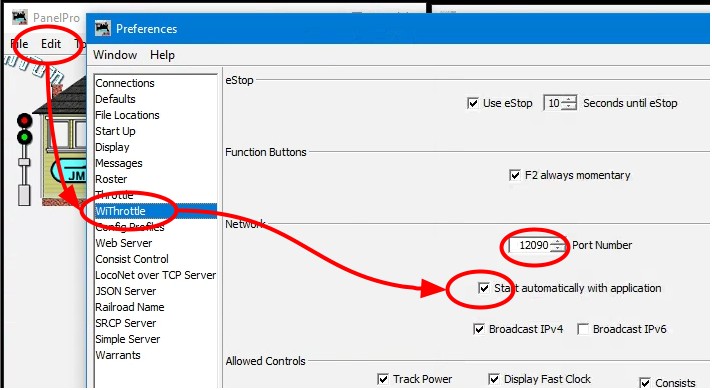 PanelPro
Preferences
File Edit To
Window Help
Connections
Defaults
File Locations
Start Up
Display
Messages
Roster
Throttle
WiThrottle
Config Profiles
Web Server
Consist Control
LocoNet over TCP Server
JSON Server
Railroad Name
SRCP Server
Simple Server
Warrants
eStop
Use eStop 10 Seconds until eStop
Function Buttons
F2 always momentary
Network
12090 Port Number
Start automatically with application
Broadcast IPv4 Broadcast IPv6
Allowed Controls
Track Power Display Fast Clock Consists
JM